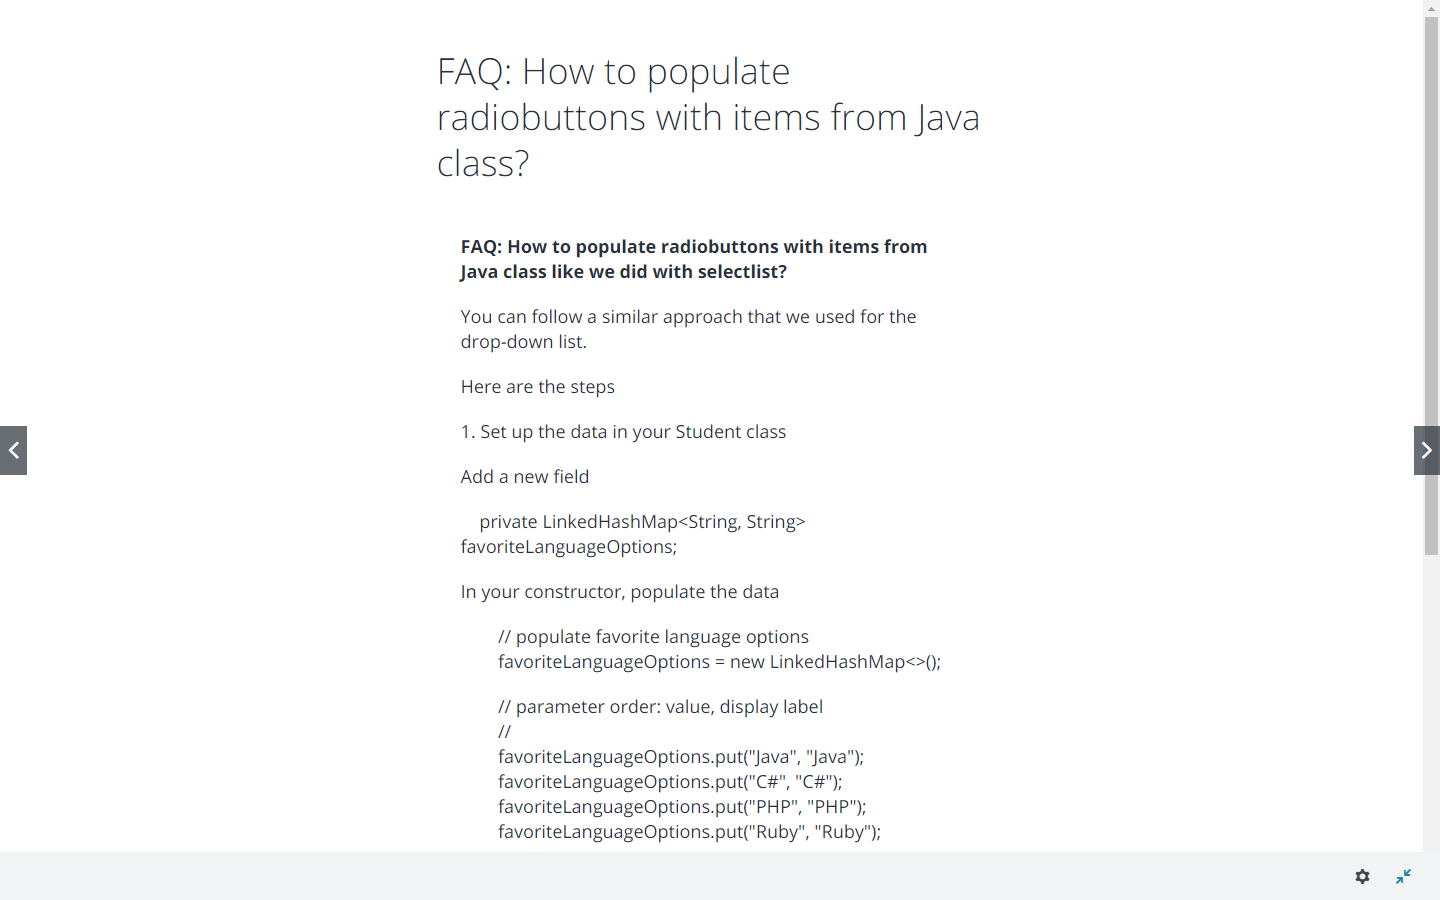 FAQ: How to populate
radiobuttons with items from Java
class?
FAQ: How to populate radiobuttons with items from
Java class like we did with selectlist?
You can follow a similar approach that we used for the
drop-down list.
Here are the steps
1. Set up the data in your Student class
Add a new field
private LinkedHashMap<String, String>
favoriteLanguageOptions;
In your constructor, populate the data
// populate favorite language options
favoriteLanguageOptions = new LinkedHashMap<>();
// parameter order: value, display label
//
favoriteLanguageOptions.put("Java", "Java");
favoriteLanguageOptions.put("C#", "C#");
favoriteLanguageOptions.put("PHP", "PHP");
favoriteLanguageOptions.put("Ruby", "Ruby");